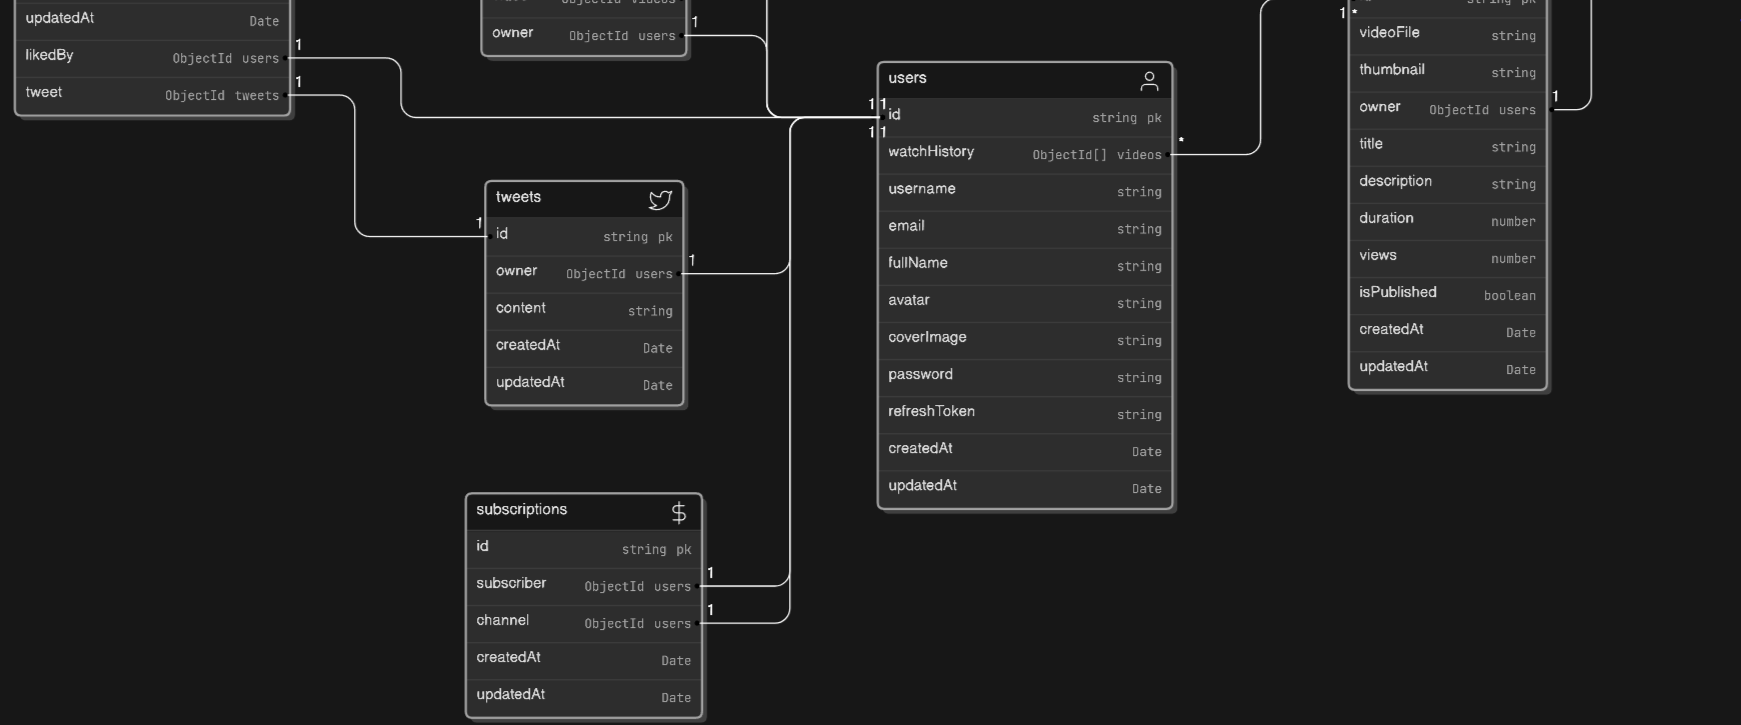 updatedAt Date
likedBy ObjectId users 1
tweet ObjectId tweets 1
owner ObjectId users 1
tweets
1
id string pk
owner ObjectId users 1
content string
createdAt Date
updatedAt Date
subscriptions
id string pk
subscriber ObjectId users 1
channel ObjectId users 1
createdAt Date
updatedAt Date
users
1 1
id string pk
1 1
watchHistory ObjectId[] videos *
username string
email string
fullName string
avatar string
coverImage string
password string
refreshToken string
createdAt Date
updatedAt Date
string pk
1 *
videoFile string
thumbnail string
owner ObjectId users 1
title string
description string
duration number
views number
isPublished boolean
createdAt Date
updatedAt Date